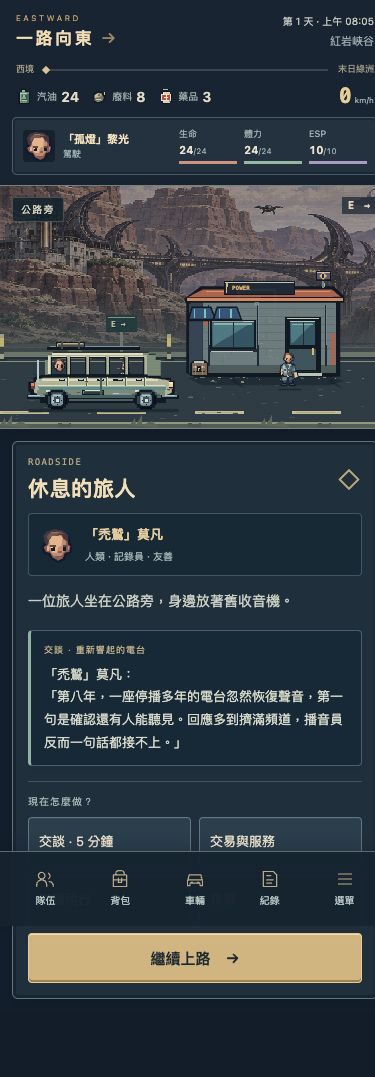 EASTWARD
一路向東 →
第 1 天 · 上午 08:05
紅岩峽谷
西境
末日綠洲
汽油 24
廢料 8
藥品 3
0 km/h
「孤燈」黎光
駕駛
生命
24/24
體力
24/24
ESP
10/10
公路旁
E →
POWER
E →
ROADSIDE
休息的旅人
「禿鷲」莫凡
人類 · 記錄員 · 友善
一位旅人坐在公路旁，身邊放著舊收音機。
交談 · 重新響起的電台
「禿鷲」莫凡：
「第八年，一座停播多年的電台忽然恢復聲音，第一
句是確認還有人能聽見。回應多到擠滿頻道，播音員
反而一句話都接不上。」
現在怎麼做？
交談 · 5 分鐘
交易與服務
隊伍
背包
車輛
紀錄
選單
繼續上路 →